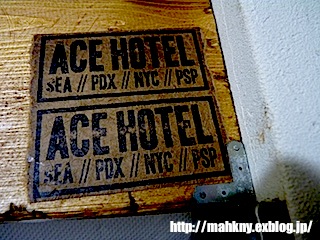 ACE HOTEL
SEA // PDX // NYC // PSP
ACE HOTEL
SEA // PDX // NYC // PSP
http://mahkny.exblog.jp/